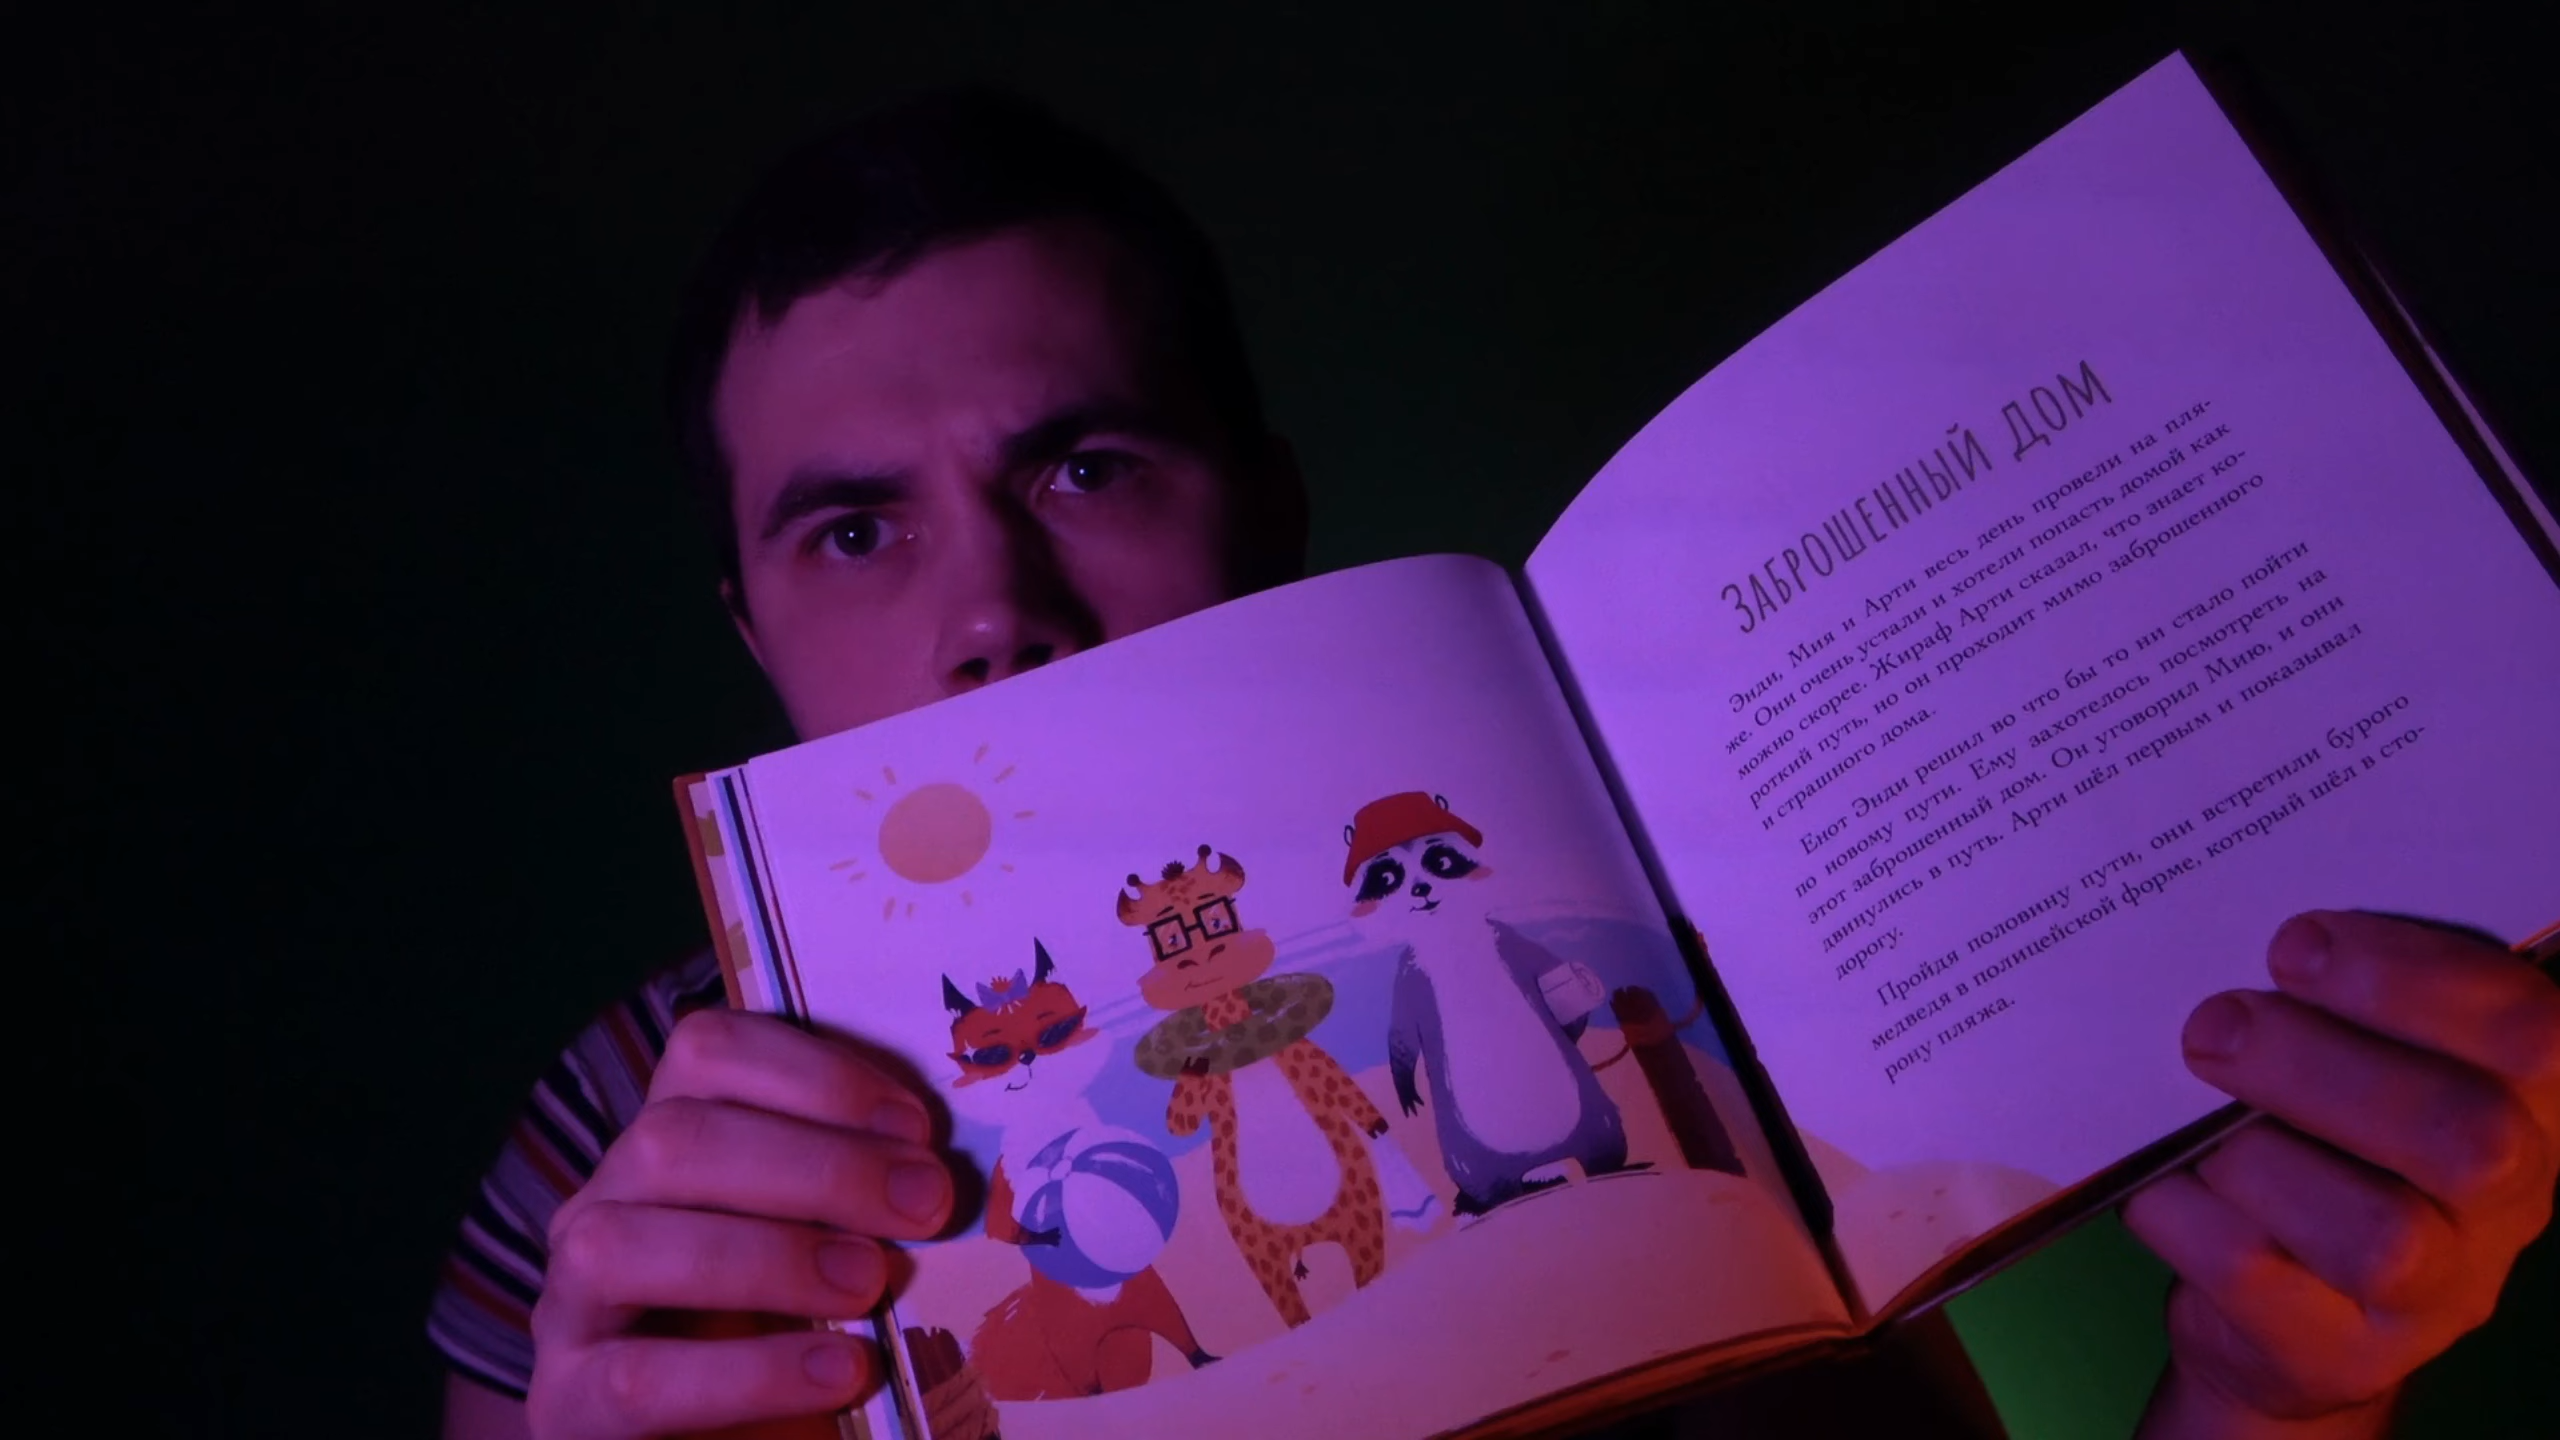 ЗАБРОШЕННЫЙ ДОМ
Энди, Мия и Арти весь день провели на пля-
же. Они очень устали и хотели попасть домой как
можно скорее. Жираф Арти сказал, что знает ко-
роткий путь, но он проходит мимо заброшенного
и страшного дома.
Енот Энди решил во что бы то ни стало пойти
по новому пути. Ему захотелось посмотреть на
этот заброшенный дом. Он уговорил Мию, и они
двинулись в путь. Арти шёл первым и показывал
дорогу.
Пройдя половину пути, они встретили бурого
медведя в полицейской форме, который шёл в сто-
рону пляжа.